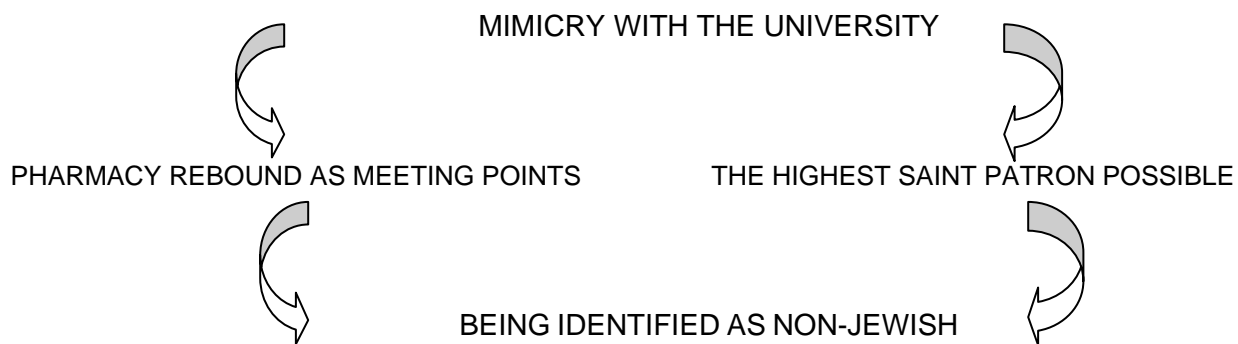 MIMICRY WITH THE UNIVERSITY
PHARMACY REBOUND AS MEETING POINTS
THE HIGHEST SAINT PATRON POSSIBLE
BEING IDENTIFIED AS NON-JEWISH